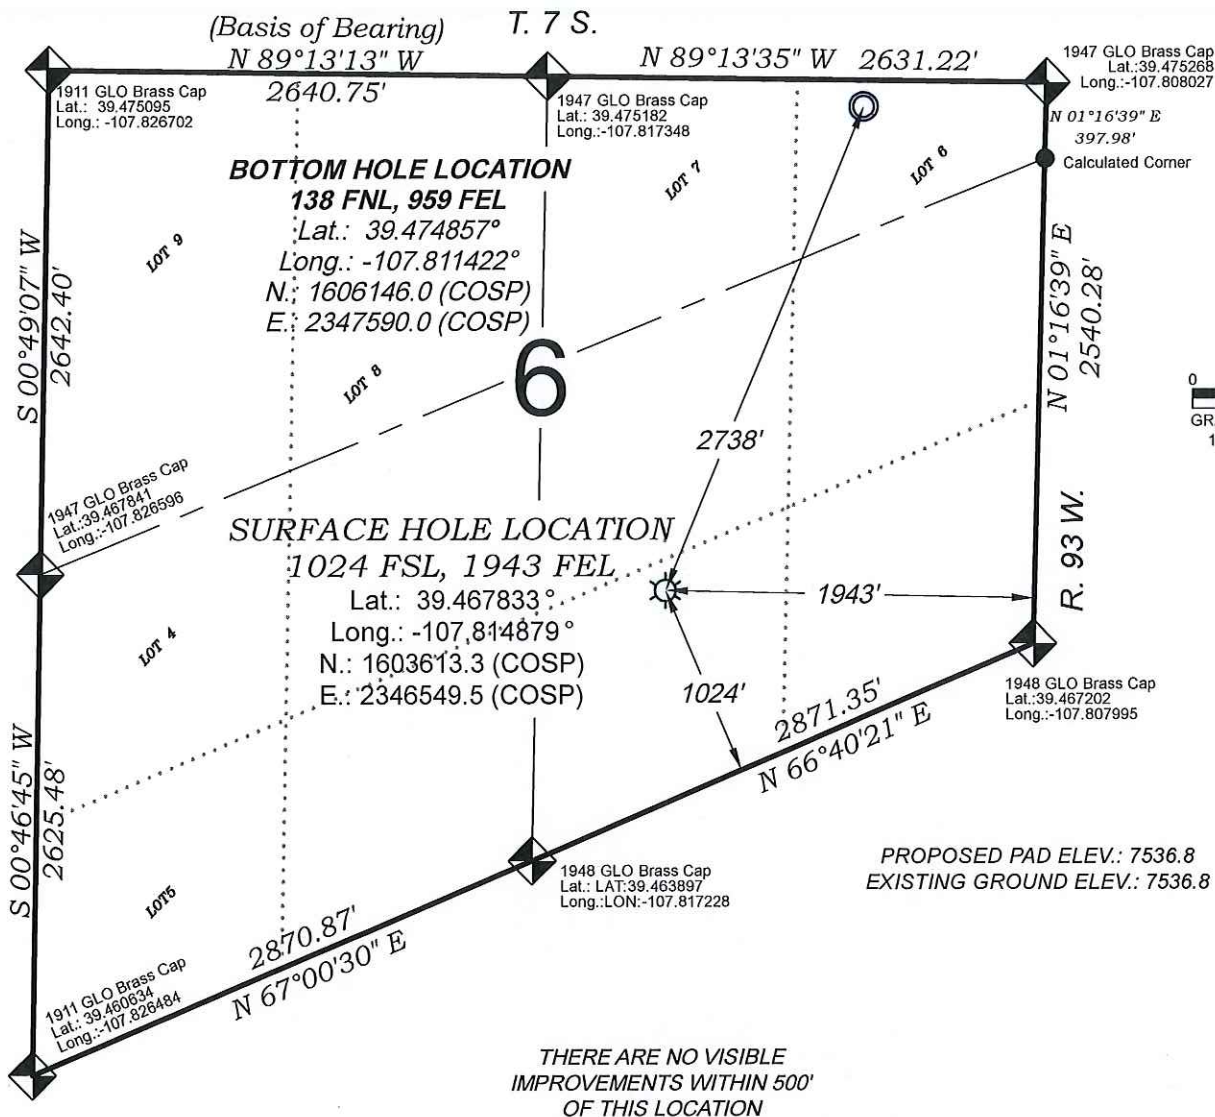 (Basis of Bearing)
T. 7 S.
N 89°13'13" W
N 89°13'35" W 2631.22'
2640.75'
1911 GLO Brass Cap
Lat.: 39.475095
Long.: -107.826702
1947 GLO Brass Cap
Lat.: 39.475182
Long.:-107.817348
1947 GLO Brass Cap
Lat.:39.475268
Long.:-107.808027
N 01°16'39" E
397.98'
Calculated Corner
BOTTOM HOLE LOCATION
138 FNL, 959 FEL
Lat.: 39.474857°
Long.: -107.811422°
N.: 1606146.0 (COSP)
E.: 2347590.0 (COSP)
LOT 9
LOT 7
LOT 6
LOT 8
6
S 00°49'07" W
2642.40'
N 01°16'39" E
2540.28'
0
GR
1
2738'
1947 GLO Brass Cap
Lat.:39.467841
Long.:-107.826596
R. 93 W.
SURFACE HOLE LOCATION
1024 FSL, 1943 FEL
Lat.: 39.467833°
Long.: -107.814879°
N.: 1603613.3 (COSP)
E.: 2346549.5 (COSP)
1943'
1024'
LOT 4
1948 GLO Brass Cap
Lat.:39.467202
Long.:-107.807995
2871.35'
N 66°40'21" E
S 00°46'45" W
2625.48'
PROPOSED PAD ELEV.: 7536.8
EXISTING GROUND ELEV.: 7536.8
1948 GLO Brass Cap
Lat.: LAT:39.463897
Long.:LON:-107.817228
LOT5
2870.87'
N 67°00'30" E
1911 GLO Brass Cap
Lat.: 39.460634
Long.:-107.826484
THERE ARE NO VISIBLE
IMPROVEMENTS WITHIN 500'
OF THIS LOCATION